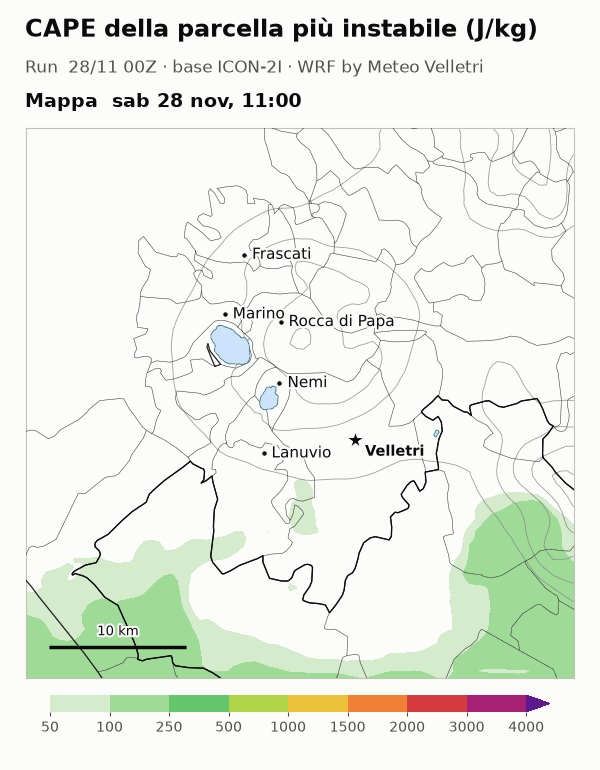 CAPE della parcella più instabile (J/kg)
Run 28/11 00Z · base ICON-2I · WRF by Meteo Velletri
Mappa sab 28 nov, 11:00
Frascati
Marino
Rocca di Papa
Nemi
Velletri
Lanuvio
10 km
50 100 250 500 1000 1500 2000 3000 4000